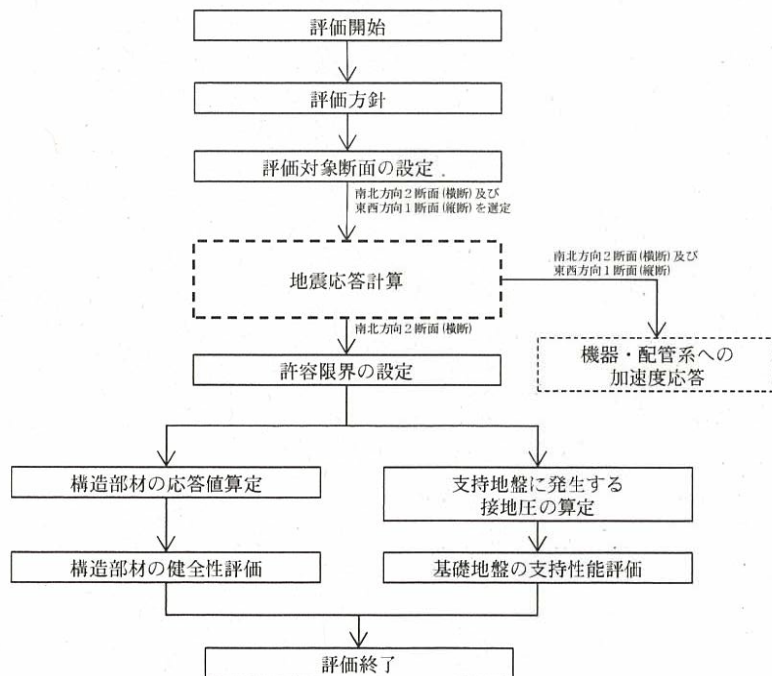 評価開始
評価方針
評価対象断面の設定
南北方向2断面(横断)及び
東西方向1断面(縦断)を選定
地震応答計算
南北方向2断面(横断)及び
東西方向1断面(縦断)
南北方向2断面(横断)
機器・配管系への
加速度応答
許容限界の設定
構造部材の応答値算定
支持地盤に発生する
接地圧の算定
構造部材の健全性評価
基礎地盤の支持性能評価
評価終了